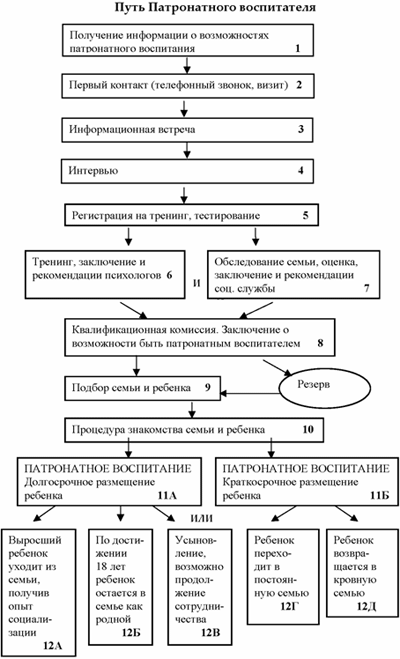 Путь Патронатного воспитателя
Получение информации о возможностях
патронатного воспитания 1
Первый контакт (телефонный звонок, визит) 2
Информационная встреча 3
Интервью 4
Регистрация на тренинг, тестирование 5
Тренинг, заключение и
рекомендации психологов 6
И
Обследование семьи, оценка,
заключение и рекомендации
соц. службы 7
Квалификационная комиссия. Заключение о
возможности быть патронатным воспитателем 8
Подбор семьи и ребенка 9
Резерв
Процедура знакомства семьи и ребенка 10
ПАТРОНАТНОЕ ВОСПИТАНИЕ
Долгосрочное размещение
ребенка 11А
ПАТРОНАТНОЕ ВОСПИТАНИЕ
Краткосрочное размещение
ребенка 11Б
ИЛИ
Выросший
ребенок
уходит из
семьи,
получив
опыт
социали-
зации 12А
По дости-
жении
18 лет
ребенок
остается в
семье как
родной
12Б
Усынов-
ление,
возможно
продол-
жение
сотрудни-
чества
12В
Ребенок
перехо-
дит в
постоян-
ную семью
12Г
Ребенок
возвра-
щается в
кровную
семью
12Д